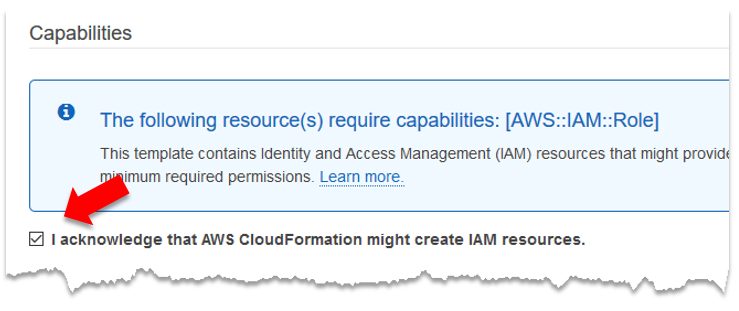 Capabilities
The following resource(s) require capabilities: [AWS::IAM::Role]
This template contains Identity and Access Management (IAM) resources that might provide
minimum required permissions. Learn more.
I acknowledge that AWS CloudFormation might create IAM resources.